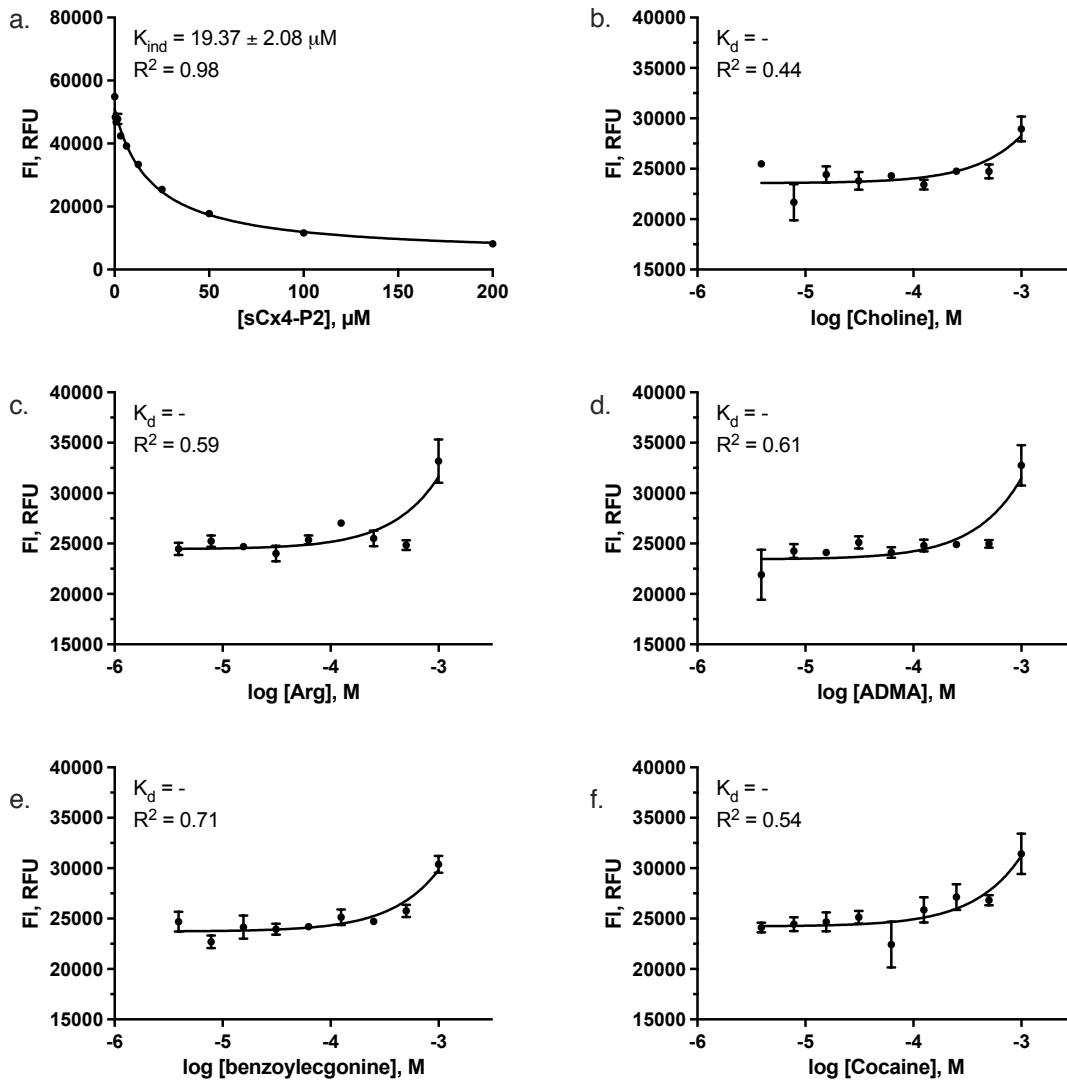 a.
K_ind = 19.37 ± 2.08 μM
R² = 0.98
FI, RFU
80000
60000
40000
20000
0
0 50 100 150 200
[sCx4-P2], μM
b.
K_d = -
R² = 0.44
FI, RFU
40000
35000
30000
25000
20000
15000
-6 -5 -4 -3
log [Choline], M
c.
K_d = -
R² = 0.59
FI, RFU
40000
35000
30000
25000
20000
15000
-6 -5 -4 -3
log [Arg], M
d.
K_d = -
R² = 0.61
FI, RFU
40000
35000
30000
25000
20000
15000
-6 -5 -4 -3
log [ADMA], M
e.
K_d = -
R² = 0.71
FI, RFU
40000
35000
30000
25000
20000
15000
-6 -5 -4 -3
log [benzoylecgonine], M
f.
K_d = -
R² = 0.54
FI, RFU
40000
35000
30000
25000
20000
15000
-6 -5 -4 -3
log [Cocaine], M